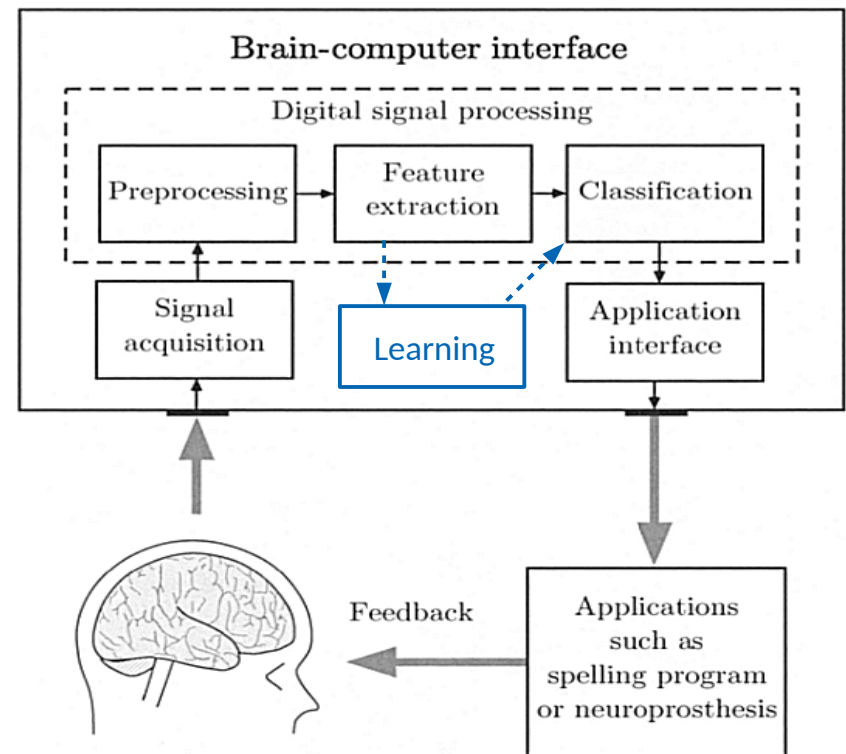 Brain-computer interface
Digital signal processing
Preprocessing
Feature
extraction
Classification
Signal
acquisition
Learning
Application
interface
Feedback
Applications
such as
spelling program
or neuroprosthesis